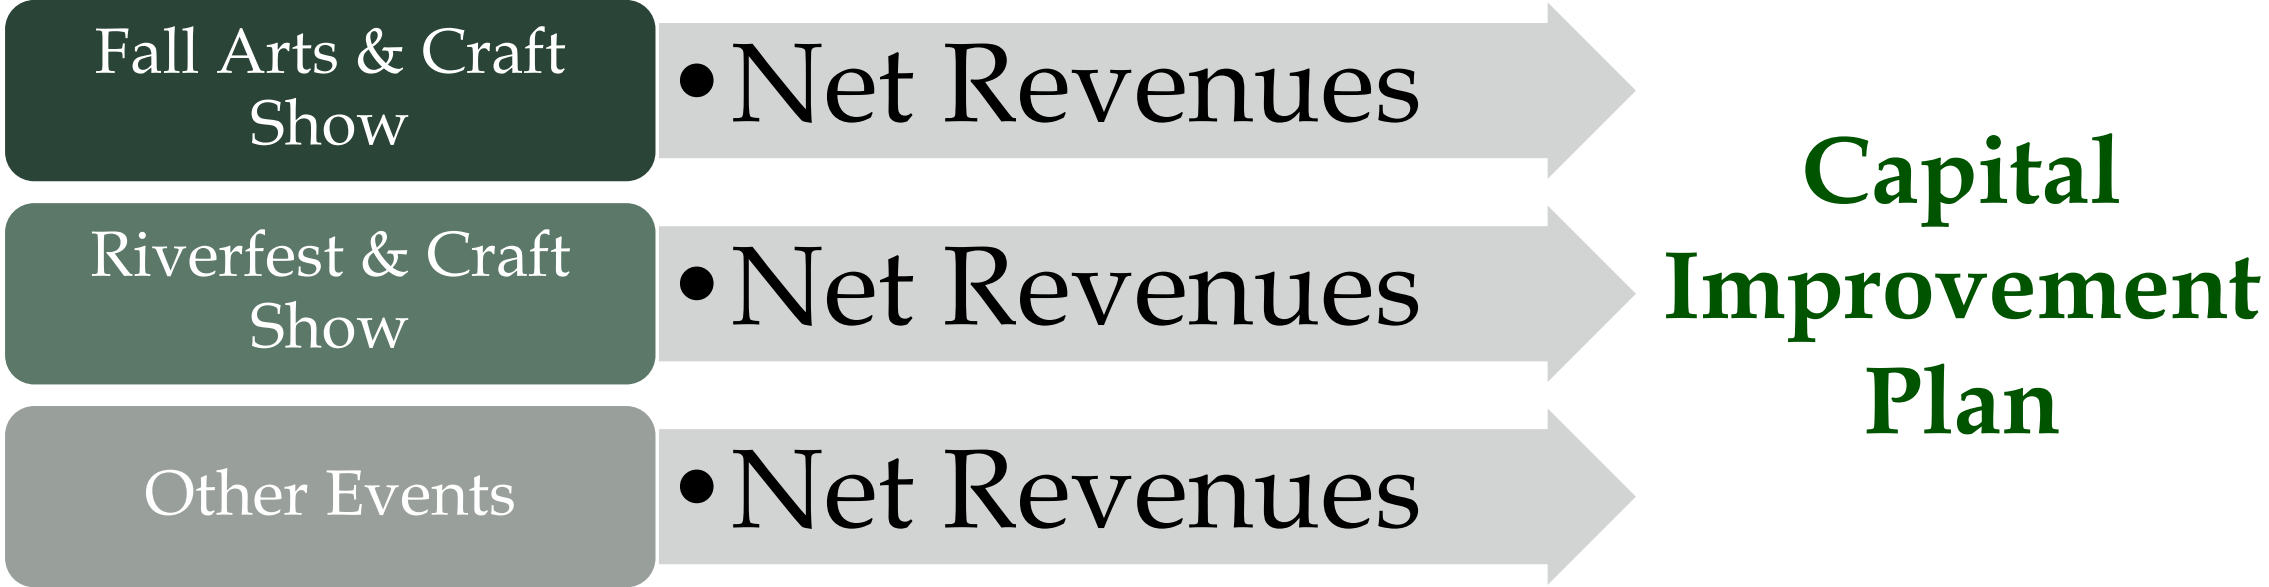 Fall Arts & Craft
Show
• Net Revenues
Riverfest & Craft
Show
• Net Revenues
Other Events
• Net Revenues
Capital
Improvement
Plan